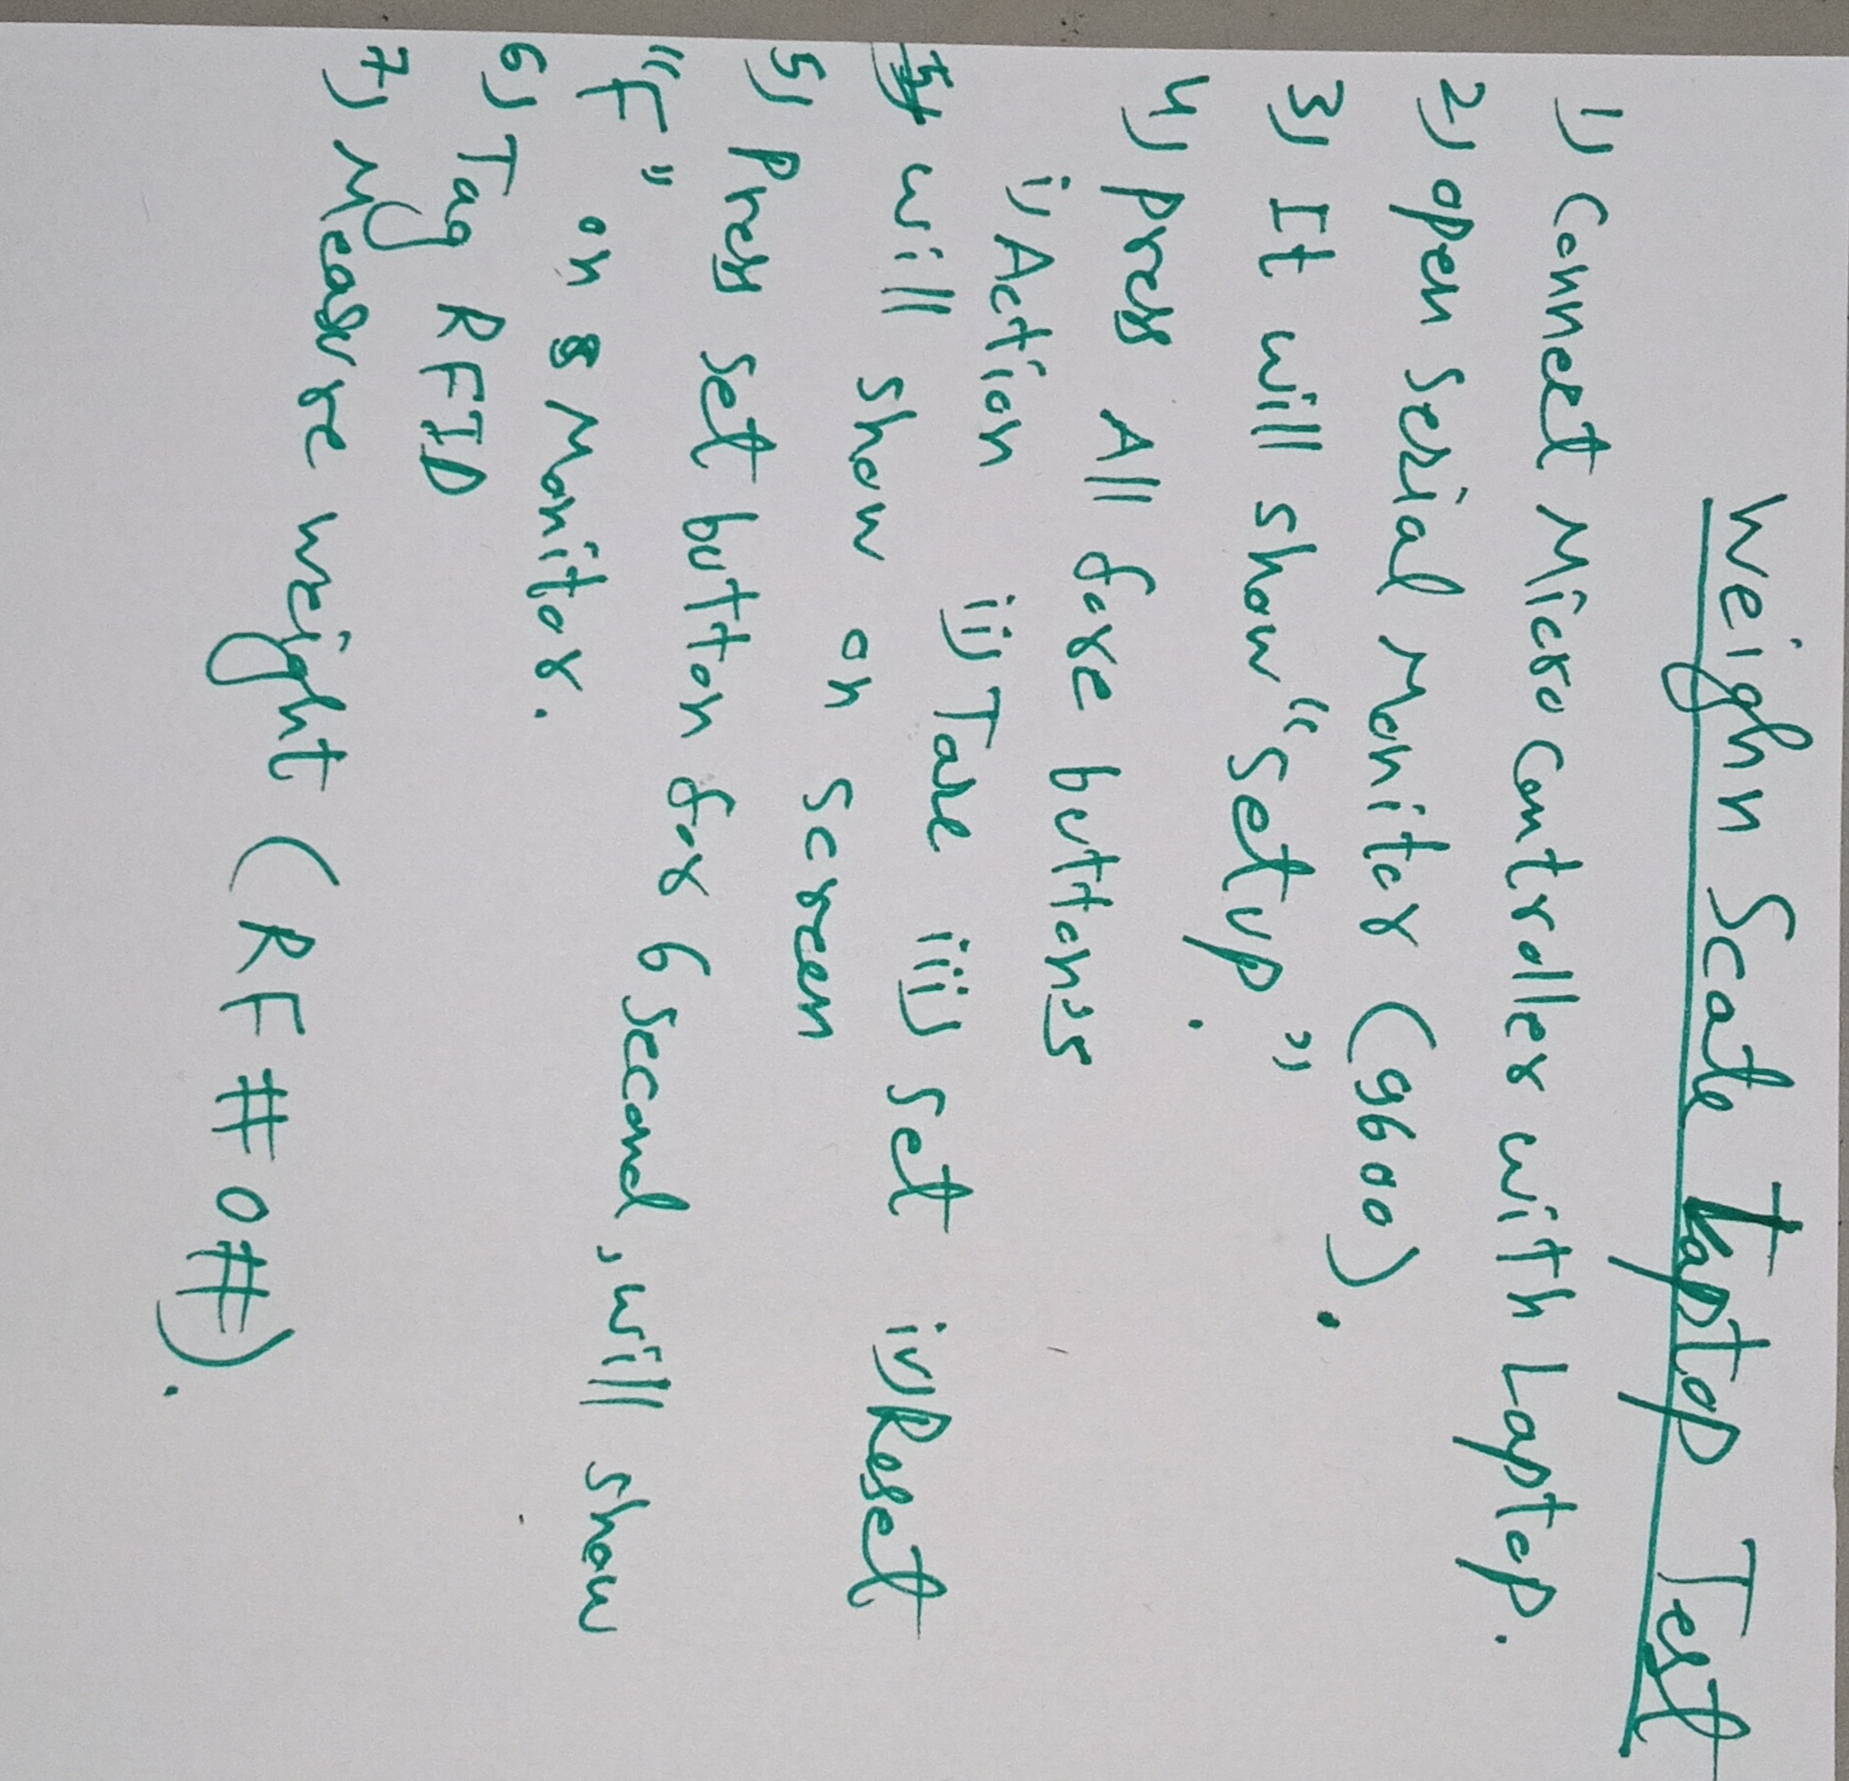 Weighn Scale Laptop Test
1) Connect Micro Controller with Laptop.
2) open Serial Monitor (9600).
3) It will show "Setup".
4) press All fore button's
i) Action ii) Tare iii) set iv) Reset
will show on screen
5) Press set button for 6 second, will show
"F" on Monitor.
6) Tag RFID
7) Measure weight (RF#0#).